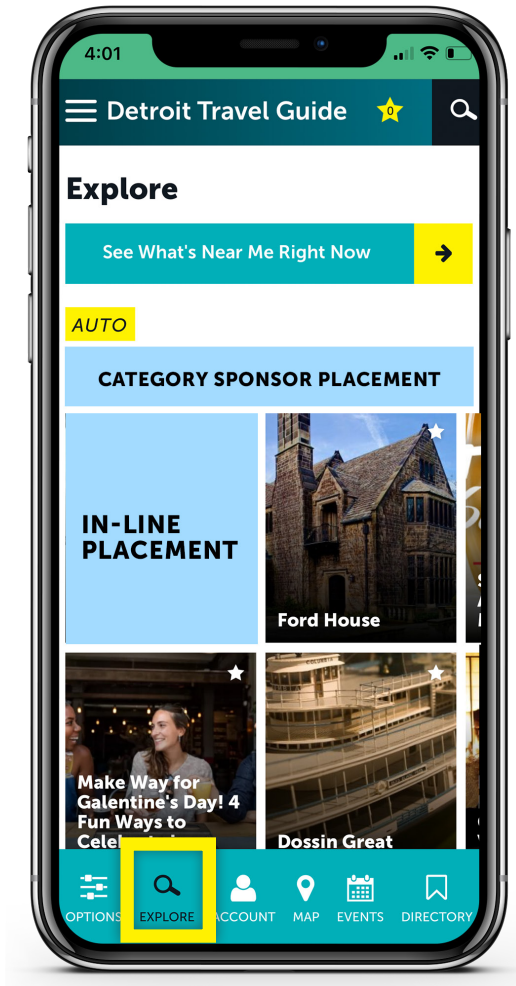 4:01
Detroit Travel Guide
0
Explore
See What's Near Me Right Now
AUTO
CATEGORY SPONSOR PLACEMENT
IN-LINE
PLACEMENT
Ford House
Make Way for
Galentine's Day! 4
Fun Ways to
Dossin Great
OPTIONS
EXPLORE
ACCOUNT
MAP
EVENTS
DIRECTORY